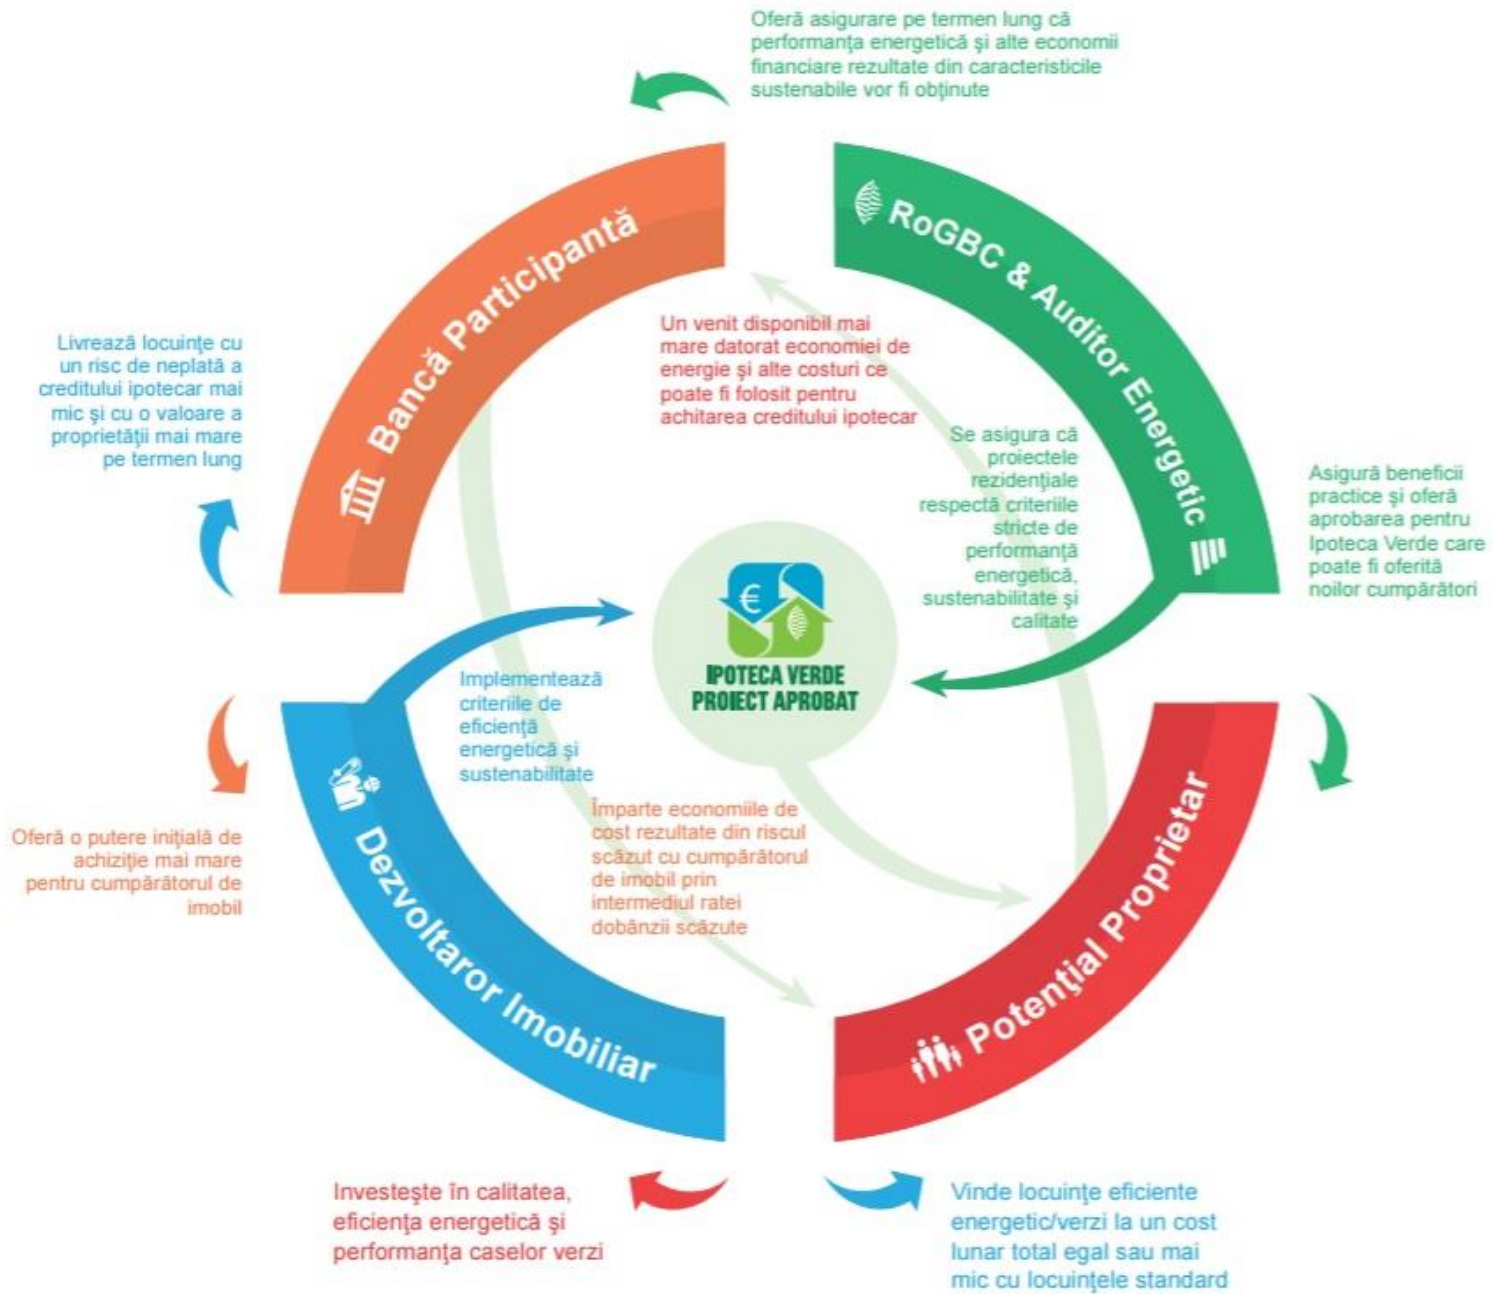 Oferă asigurare pe termen lung că
performanţa energetică şi alte economii
financiare rezultate din caracteristicile
sustenabile vor fi obţinute
Bancă Participantă
RoGBC & Auditor Energetic
Livrează locuinţe cu
un risc de neplată a
creditului ipotecar mai
mic şi cu o valoare a
proprietăţii mai mare
pe termen lung
Un venit disponibil mai
mare datorat economiei de
energie şi alte costuri ce
poate fi folosit pentru
achitarea creditului ipotecar
Se asigura că
proiectele
rezidenţiale
respectă criteriile
stricte de
performanţă
energetică,
sustenabilitate şi
calitate
Asigură beneficii
practice şi oferă
aprobarea pentru
Ipoteca Verde care
poate fi oferită
noilor cumpărători
€
IPOTECA VERDE
PROIECT APROBAT
Implementează
criteriile de
eficienţă
energetică şi
sustenabilitate
Oferă o putere iniţială de
achiziţie mai mare
pentru cumpărătorul de
imobil
Împarte economiile de
cost rezultate din riscul
scăzut cu cumpărătorul
de imobil prin
intermediul ratei
dobânzii scăzute
Dezvoltaror Imobiliar
Potenţial Proprietar
Investeşte în calitatea,
eficienţa energetică şi
performanţa caselor verzi
Vinde locuinţe eficiente
energetic/verzi la un cost
lunar total egal sau mai
mic cu locuinţele standard